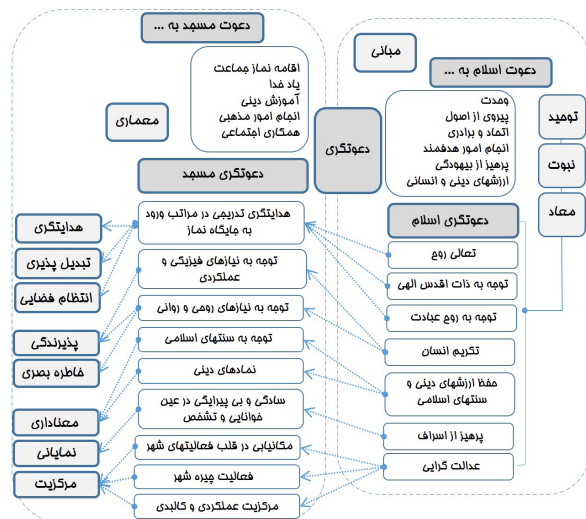 مبانی
دعوت اسلام به ...
وحدت
پیروی از اصول
اتحاد و برادری
انجام امور هدفمند
پرهیز از بیهودگی
ارزشهای دینی و انسانی
توحید
نبوت
معاد
دعوتگری اسلام
تعالی روح
توجه به ذات اقدس الهی
توجه به روح عبادت
تکریم انسان
حفظ ارزشهای دینی و
سنتهای اسلامی
پرهیز از اسراف
عدالت گرایی
دعوتگری
دعوت مسجد به ...
اقامه نماز جماعت
یاد خدا
آموزش دینی
انجام امور مذهبی
همکاری اجتماعی
معماری
دعوتگری مسجد
هدایتگری تدریجی در مراتب ورود
به جایگاه نماز
توجه به نیازهای فیزیکی و
عملکردی
توجه به نیازهای روحی و روانی
توجه به سنتهای اسلامی
نمادهای دینی
سادگی و بی پیرایگی در عین
خوانایی و تشخص
مکانیابی در قلب فعالیتهای شهر
فعالیت چیره شهر
مرکزیت عملکردی و کالبدی
هدایتگری
تبدیل پذیری
انتظام فضایی
پذیرندگی
خاطره بصری
معناداری
نمایانی
مرکزیت